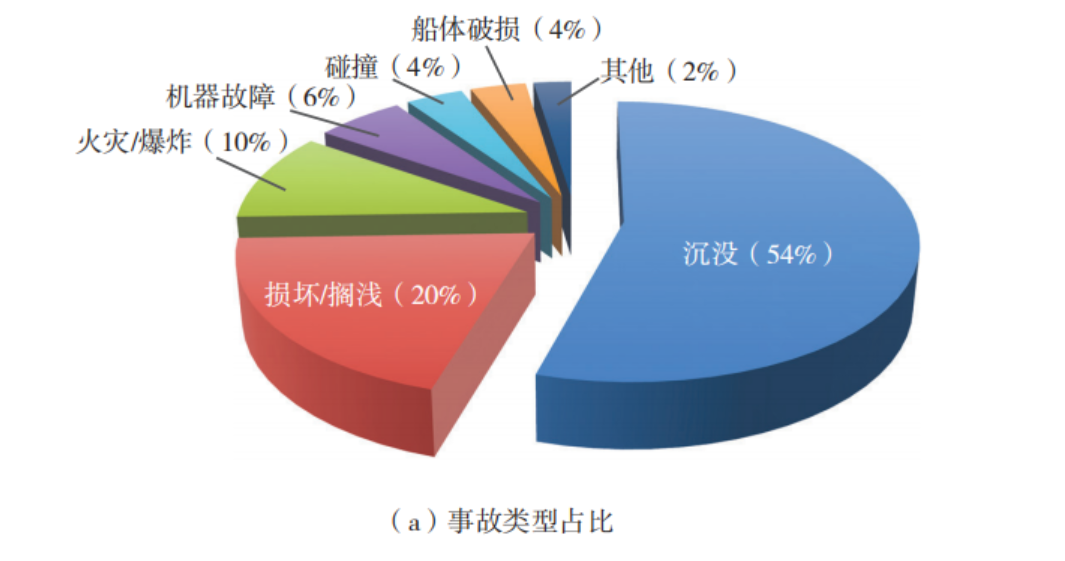 船体破损（4%）
碰撞（4%）
其他（2%）
机器故障（6%）
火灾/爆炸（10%）
沉没（54%）
损坏/搁浅（20%）
（a）事故类型占比